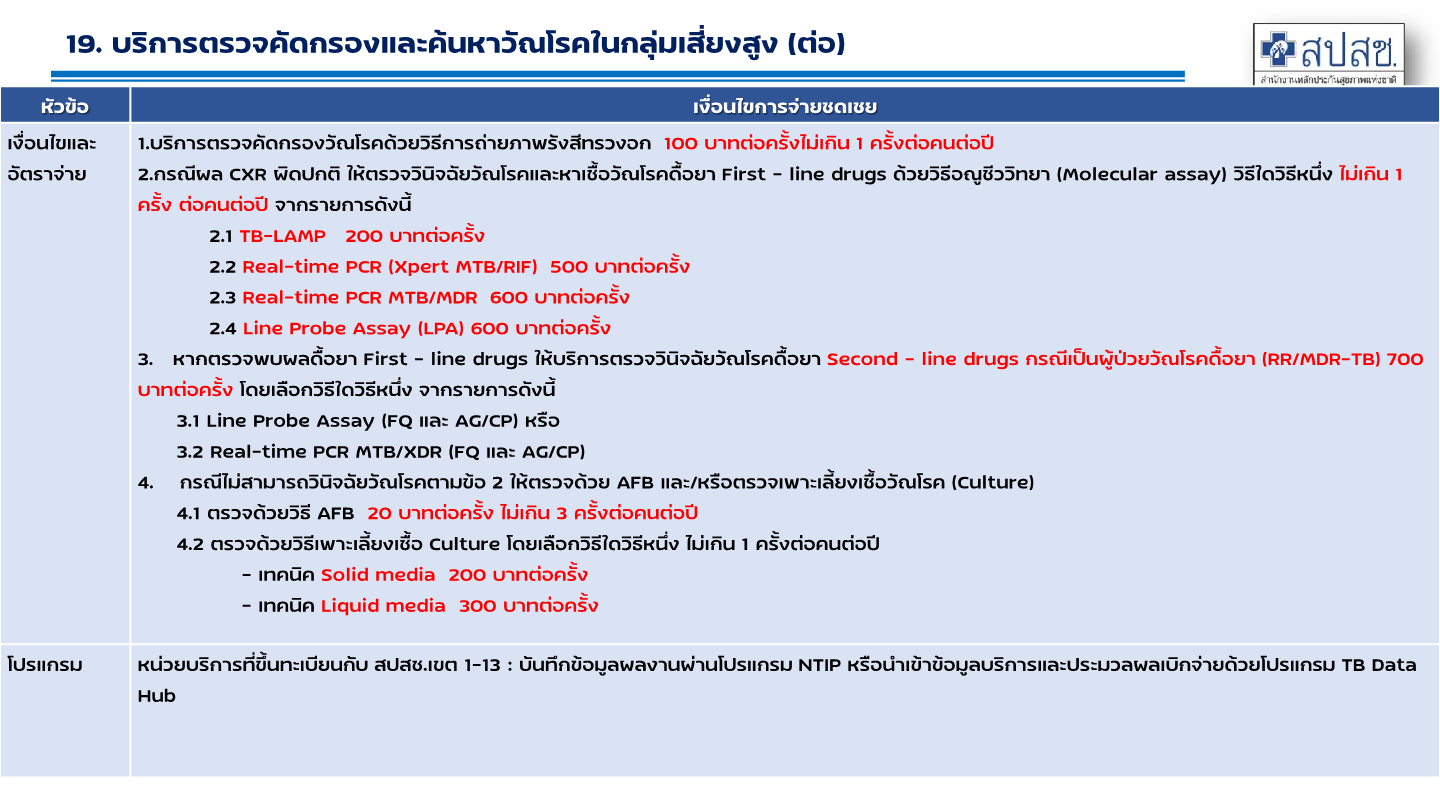 19. บริการตรวจคัดกรองและค้นหาวัณโรคในกลุ่มเสี่ยงสูง (ต่อ)
สปสช.
สำนักงานหลักประกันสุขภาพแห่งชาติ
หัวข้อ
เงื่อนไขการจ่ายชดเชย
เงื่อนไขและ
อัตราจ่าย
1.บริการตรวจคัดกรองวัณโรคด้วยวิธีการถ่ายภาพรังสีทรวงอก 100 บาทต่อครั้งไม่เกิน 1 ครั้งต่อคนต่อปี
2.กรณีผล CXR ผิดปกติ ให้ตรวจวินิจฉัยวัณโรคและหาเชื้อวัณโรคดื้อยา First - line drugs ด้วยวิธีอณูชีววิทยา (Molecular assay) วิธีใดวิธีหนึ่ง ไม่เกิน 1
ครั้ง ต่อคนต่อปี จากรายการดังนี้
2.1 TB-LAMP 200 บาทต่อครั้ง
2.2 Real-time PCR (Xpert MTB/RIF) 500 บาทต่อครั้ง
2.3 Real-time PCR MTB/MDR 600 บาทต่อครั้ง
2.4 Line Probe Assay (LPA) 600 บาทต่อครั้ง
3. หากตรวจพบผลดื้อยา First - line drugs ให้บริการตรวจวินิจฉัยวัณโรคดื้อยา Second - line drugs กรณีเป็นผู้ป่วยวัณโรคดื้อยา (RR/MDR-TB) 700
บาทต่อครั้ง โดยเลือกวิธีใดวิธีหนึ่ง จากรายการดังนี้
3.1 Line Probe Assay (FQ และ AG/CP) หรือ
3.2 Real-time PCR MTB/XDR (FQ และ AG/CP)
4. กรณีไม่สามารถวินิจฉัยวัณโรคตามข้อ 2 ให้ตรวจด้วย AFB และ/หรือตรวจเพาะเลี้ยงเชื้อวัณโรค (Culture)
4.1 ตรวจด้วยวิธี AFB 20 บาทต่อครั้ง ไม่เกิน 3 ครั้งต่อคนต่อปี
4.2 ตรวจด้วยวิธีเพาะเลี้ยงเชื้อ Culture โดยเลือกวิธีใดวิธีหนึ่ง ไม่เกิน 1 ครั้งต่อคนต่อปี
- เทคนิค Solid media 200 บาทต่อครั้ง
- เทคนิค Liquid media 300 บาทต่อครั้ง
โปรแกรม
หน่วยบริการที่ขึ้นทะเบียนกับ สปสช.เขต 1-13 : บันทึกข้อมูลผลงานผ่านโปรแกรม NTIP หรือนำเข้าข้อมูลบริการและประมวลผลเบิกจ่ายด้วยโปรแกรม TB Data
Hub